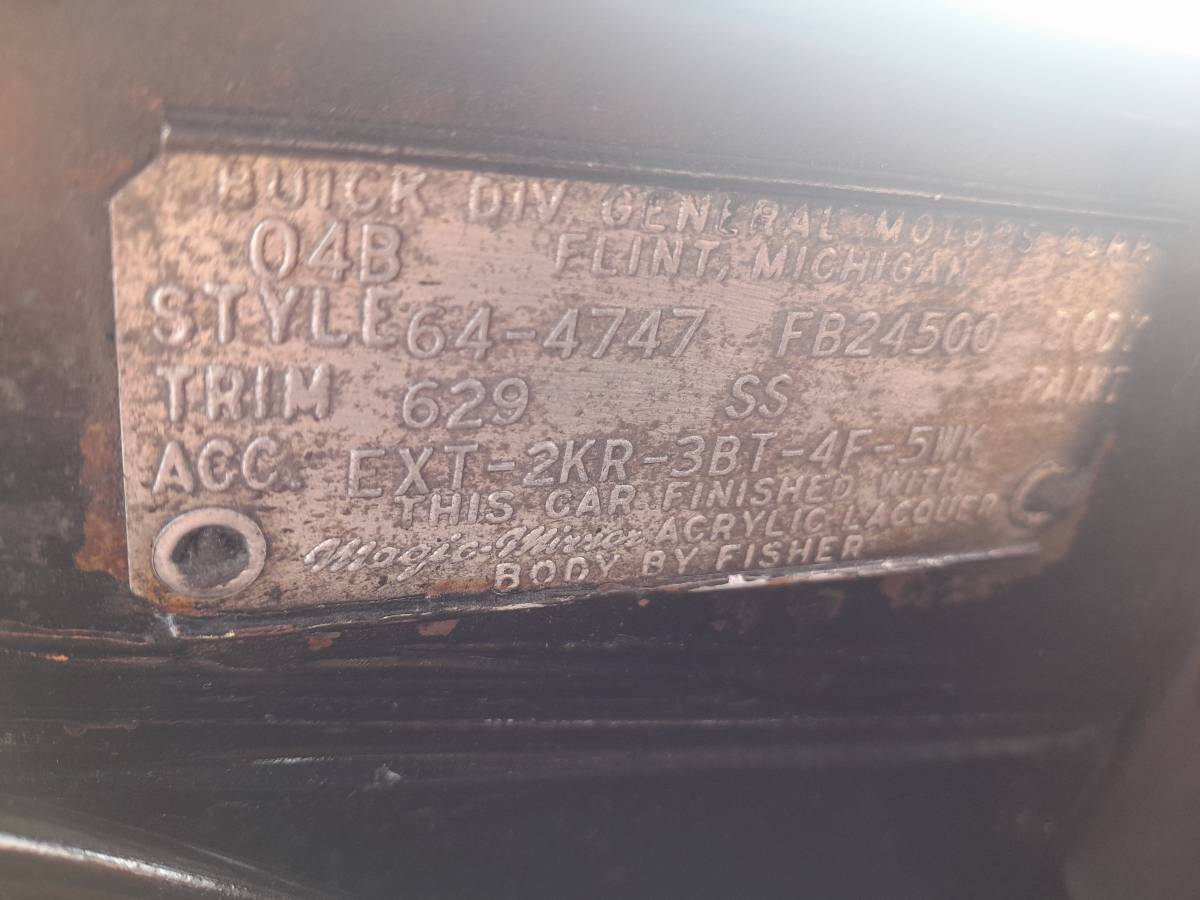 BUICK DIV GENERAL MOTORS CORP.
04B FLINT, MICHIGAN
STYLE 64-4747 FB24500 BODY
TRIM 629 SS PAINT
ACC. EXT-2KR-3BT-4F-5WK
THIS CAR FINISHED WITH
Magic-Mirror ACRYLIC LACQUER
BODY BY FISHER